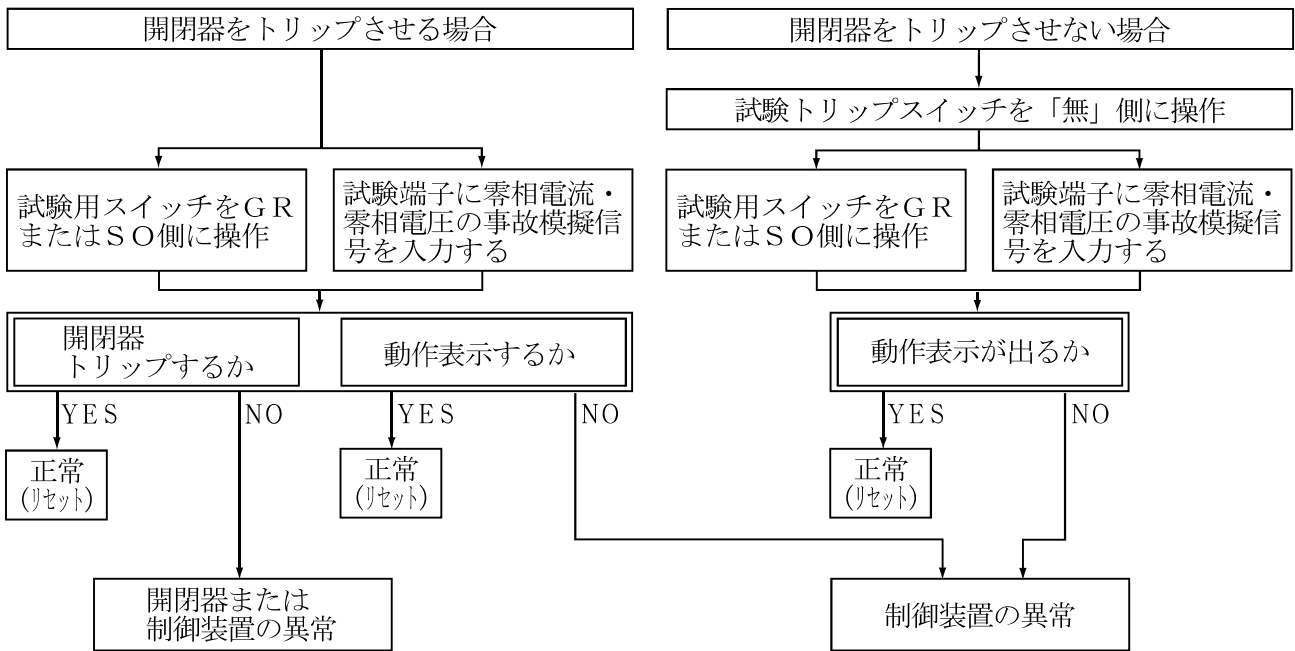 開閉器をトリップさせる場合
開閉器をトリップさせない場合
試験トリップスイッチを「無」側に操作
試験用スイッチをＧＲ
またはＳＯ側に操作
試験端子に零相電流・
零相電圧の事故模擬信
号を入力する
試験用スイッチをＧＲ
またはＳＯ側に操作
試験端子に零相電流・
零相電圧の事故模擬信
号を入力する
開閉器
トリップするか
動作表示するか
動作表示が出るか
YES
NO
YES
NO
YES
NO
正常
(リセット)
正常
(リセット)
正常
(リセット)
開閉器または
制御装置の異常
制御装置の異常